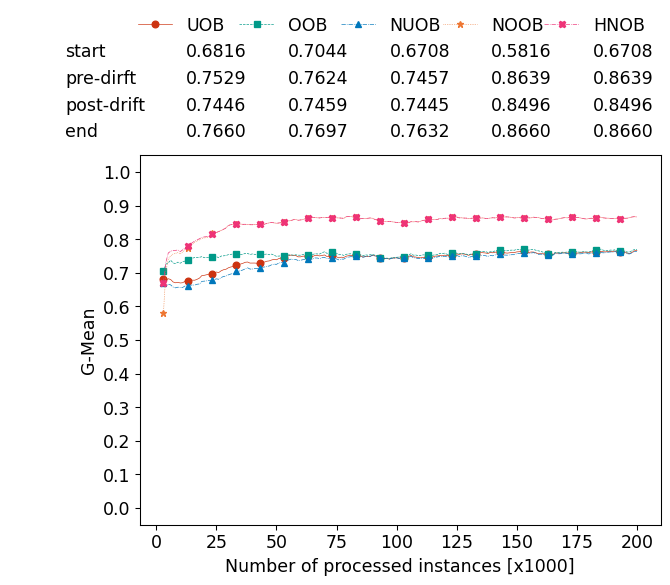 UOB OOB NUOB NOOB HNOB
start 0.6816 0.7044 0.6708 0.5816 0.6708
pre-dirft 0.7529 0.7624 0.7457 0.8639 0.8639
post-drift 0.7446 0.7459 0.7445 0.8496 0.8496
end 0.7660 0.7697 0.7632 0.8660 0.8660
1.0
0.9
0.8
0.7
0.6
0.5
0.4
0.3
0.2
0.1
0.0
G-Mean
0 25 50 75 100 125 150 175 200
Number of processed instances [x1000]